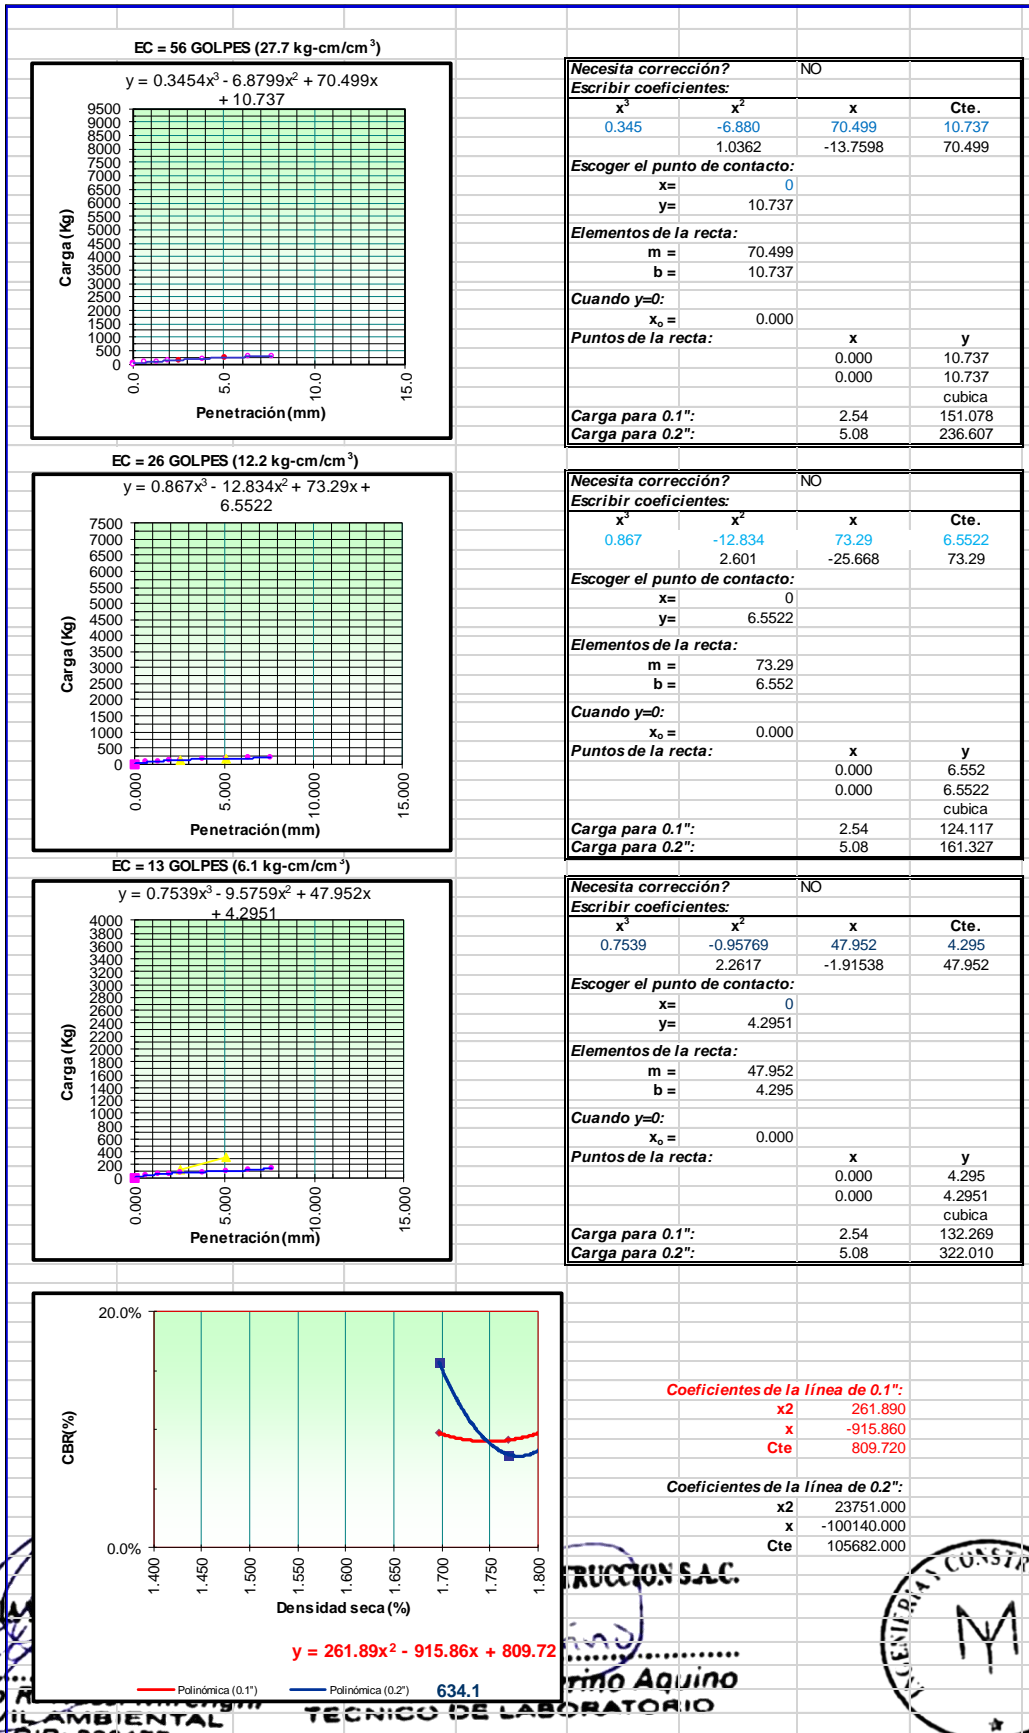 EC = 56 GOLPES (27.7 kg-cm/cm³)
y = 0.3454x³ - 6.8799x² + 70.499x
+ 10.737
9500
9000
8500
8000
7500
7000
6500
6000
5500
5000
4500
4000
3500
3000
2500
2000
1500
1000
500
0
Carga (Kg)
0.0
5.0
10.0
15.0
Penetración (mm)
Necesita corrección? NO
Escribir coeficientes:
x³ x² x Cte.
0.345 -6.880 70.499 10.737
1.0362 -13.7598 70.499
Escoger el punto de contacto:
x= 0
y= 10.737
Elementos de la recta:
m = 70.499
b = 10.737
Cuando y=0:
xₒ = 0.000
Puntos de la recta: x y
0.000 10.737
0.000 10.737
cubica
Carga para 0.1": 2.54 151.078
Carga para 0.2": 5.08 236.607
EC = 26 GOLPES (12.2 kg-cm/cm³)
y = 0.867x³ - 12.834x² + 73.29x +
6.5522
7500
7000
6500
6000
5500
5000
4500
4000
3500
3000
2500
2000
1500
1000
500
0
Carga (Kg)
0.000
5.000
10.000
15.000
Penetración (mm)
Necesita corrección? NO
Escribir coeficientes:
x³ x² x Cte.
0.867 -12.834 73.29 6.5522
2.601 -25.668 73.29
Escoger el punto de contacto:
x= 0
y= 6.5522
Elementos de la recta:
m = 73.29
b = 6.552
Cuando y=0:
xₒ = 0.000
Puntos de la recta: x y
0.000 6.552
0.000 6.5522
cubica
Carga para 0.1": 2.54 124.117
Carga para 0.2": 5.08 161.327
EC = 13 GOLPES (6.1 kg-cm/cm³)
y = 0.7539x³ - 9.5759x² + 47.952x
+ 4.2951
4000
3800
3600
3400
3200
3000
2800
2600
2400
2200
2000
1800
1600
1400
1200
1000
800
600
400
200
0
Carga (Kg)
0.000
5.000
10.000
15.000
Penetración (mm)
Necesita corrección? NO
Escribir coeficientes:
x³ x² x Cte.
0.7539 -0.95769 47.952 4.295
2.2617 -1.91538 47.952
Escoger el punto de contacto:
x= 0
y= 4.2951
Elementos de la recta:
m = 47.952
b = 4.295
Cuando y=0:
xₒ = 0.000
Puntos de la recta: x y
0.000 4.295
0.000 4.2951
cubica
Carga para 0.1": 2.54 132.269
Carga para 0.2": 5.08 322.010
20.0%
0.0%
CBR(%)
1.400
1.450
1.500
1.550
1.600
1.650
1.700
1.750
1.800
Densidad seca (%)
y = 261.89x² - 915.86x + 809.72
Polinómica (0.1") Polinómica (0.2") 634.1
Coeficientes de la línea de 0.1":
x2 261.890
x -915.860
Cte 809.720
Coeficientes de la línea de 0.2":
x2 23751.000
x -100140.000
Cte 105682.000
RUCCION S.A.C.
Aquino
IL AMBIENTAL
TECNICO DE LABORATORIO